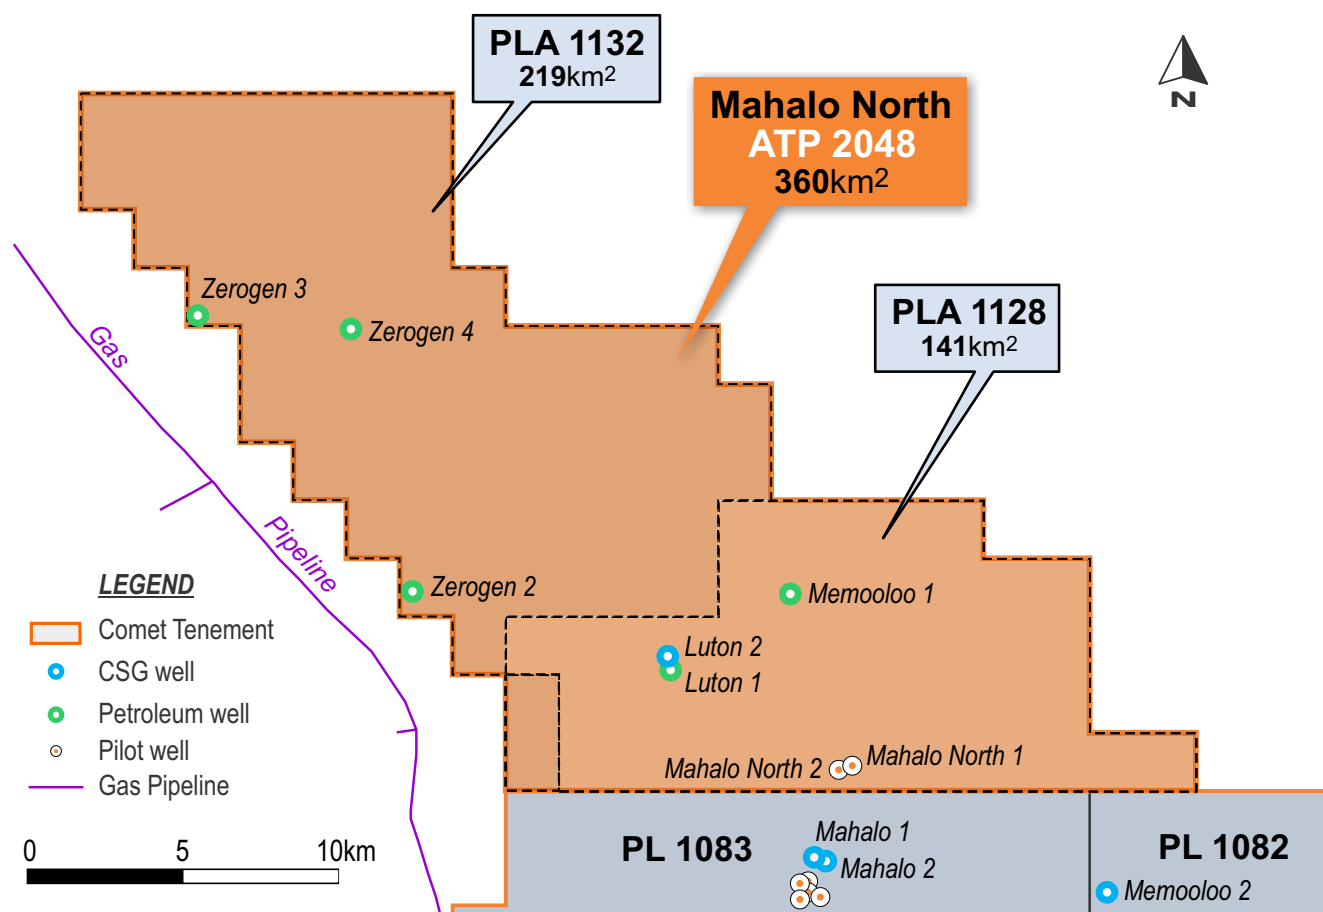 PLA 1132
219km²
N
Mahalo North
ATP 2048
360km²
Zerogen 3
Zerogen 4
PLA 1128
141km²
Gas
Pipeline
Zerogen 2
Memooloo 1
Luton 2
Luton 1
Mahalo North 1
Mahalo North 2
LEGEND
Comet Tenement
CSG well
Petroleum well
Pilot well
Gas Pipeline
0 5 10km
PL 1083
Mahalo 1
Mahalo 2
PL 1082
Memooloo 2